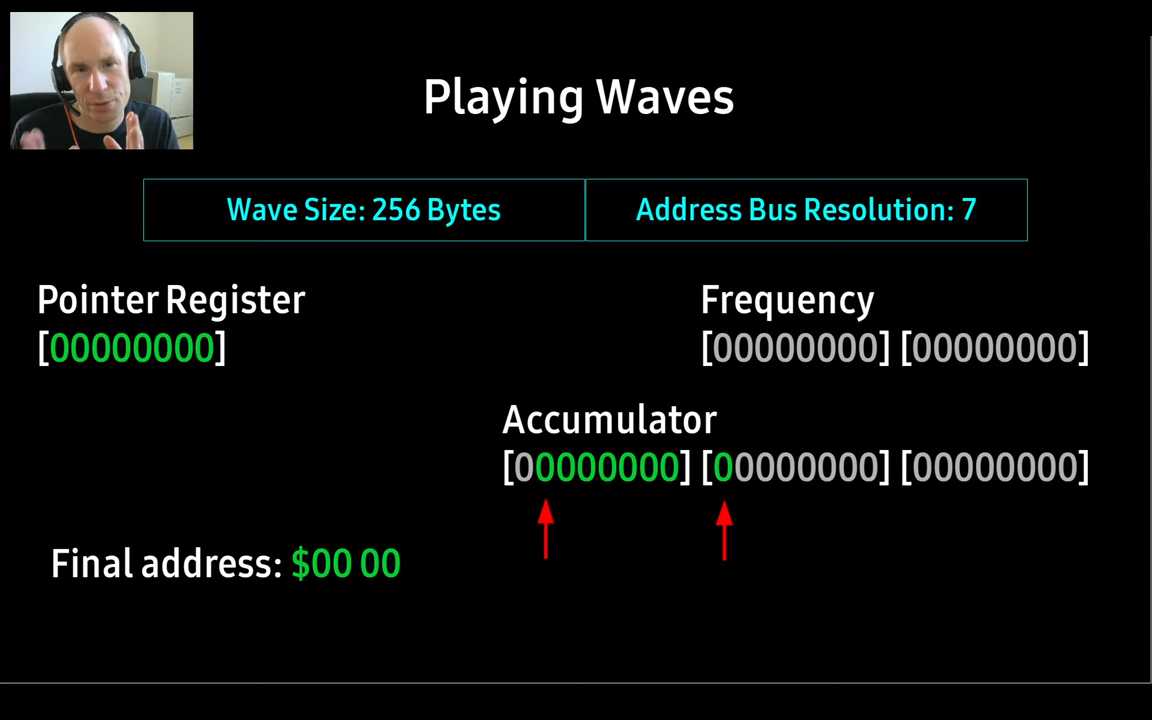 Playing Waves
Wave Size: 256 Bytes
Address Bus Resolution: 7
Pointer Register
[00000000]
Frequency
[00000000] [00000000]
Accumulator
[00000000] [00000000] [00000000]
Final address: $00 00